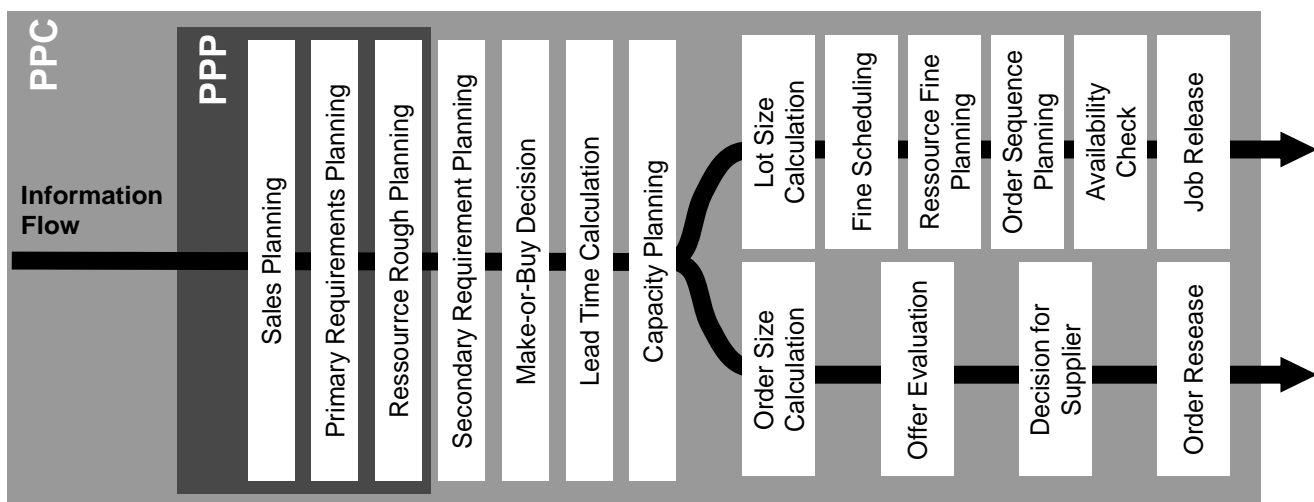 PPC
PPP
Information
Flow
Sales Planning
Primary Requirements Planning
Ressourrce Rough Planning
Secondary Requirement Planning
Make-or-Buy Decision
Lead Time Calculation
Capacity Planning
Lot Size
Calculation
Fine Scheduling
Ressource Fine
Planning
Order Sequence
Planning
Availability
Check
Job Release
Order Size
Calculation
Offer Evaluation
Decision for
Supplier
Order Resease